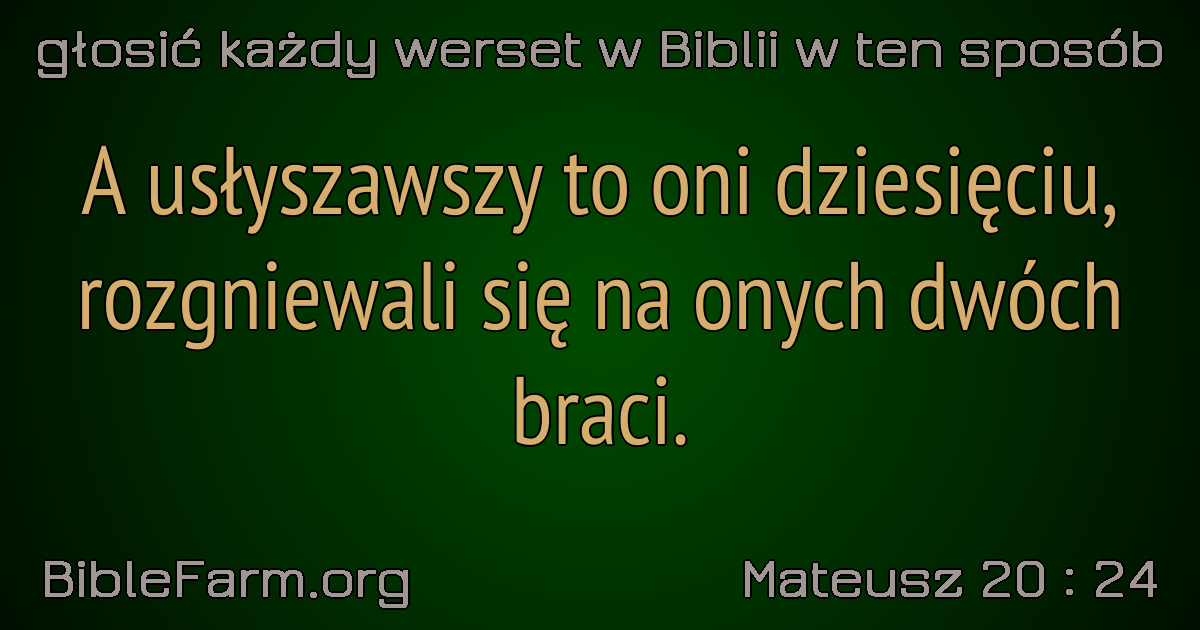 głosić każdy werset w Biblii w ten sposób
A usłyszawszy to oni dziesięciu,
rozgniewali się na onych dwóch
braci.
BibleFarm.org
Mateusz 20 : 24